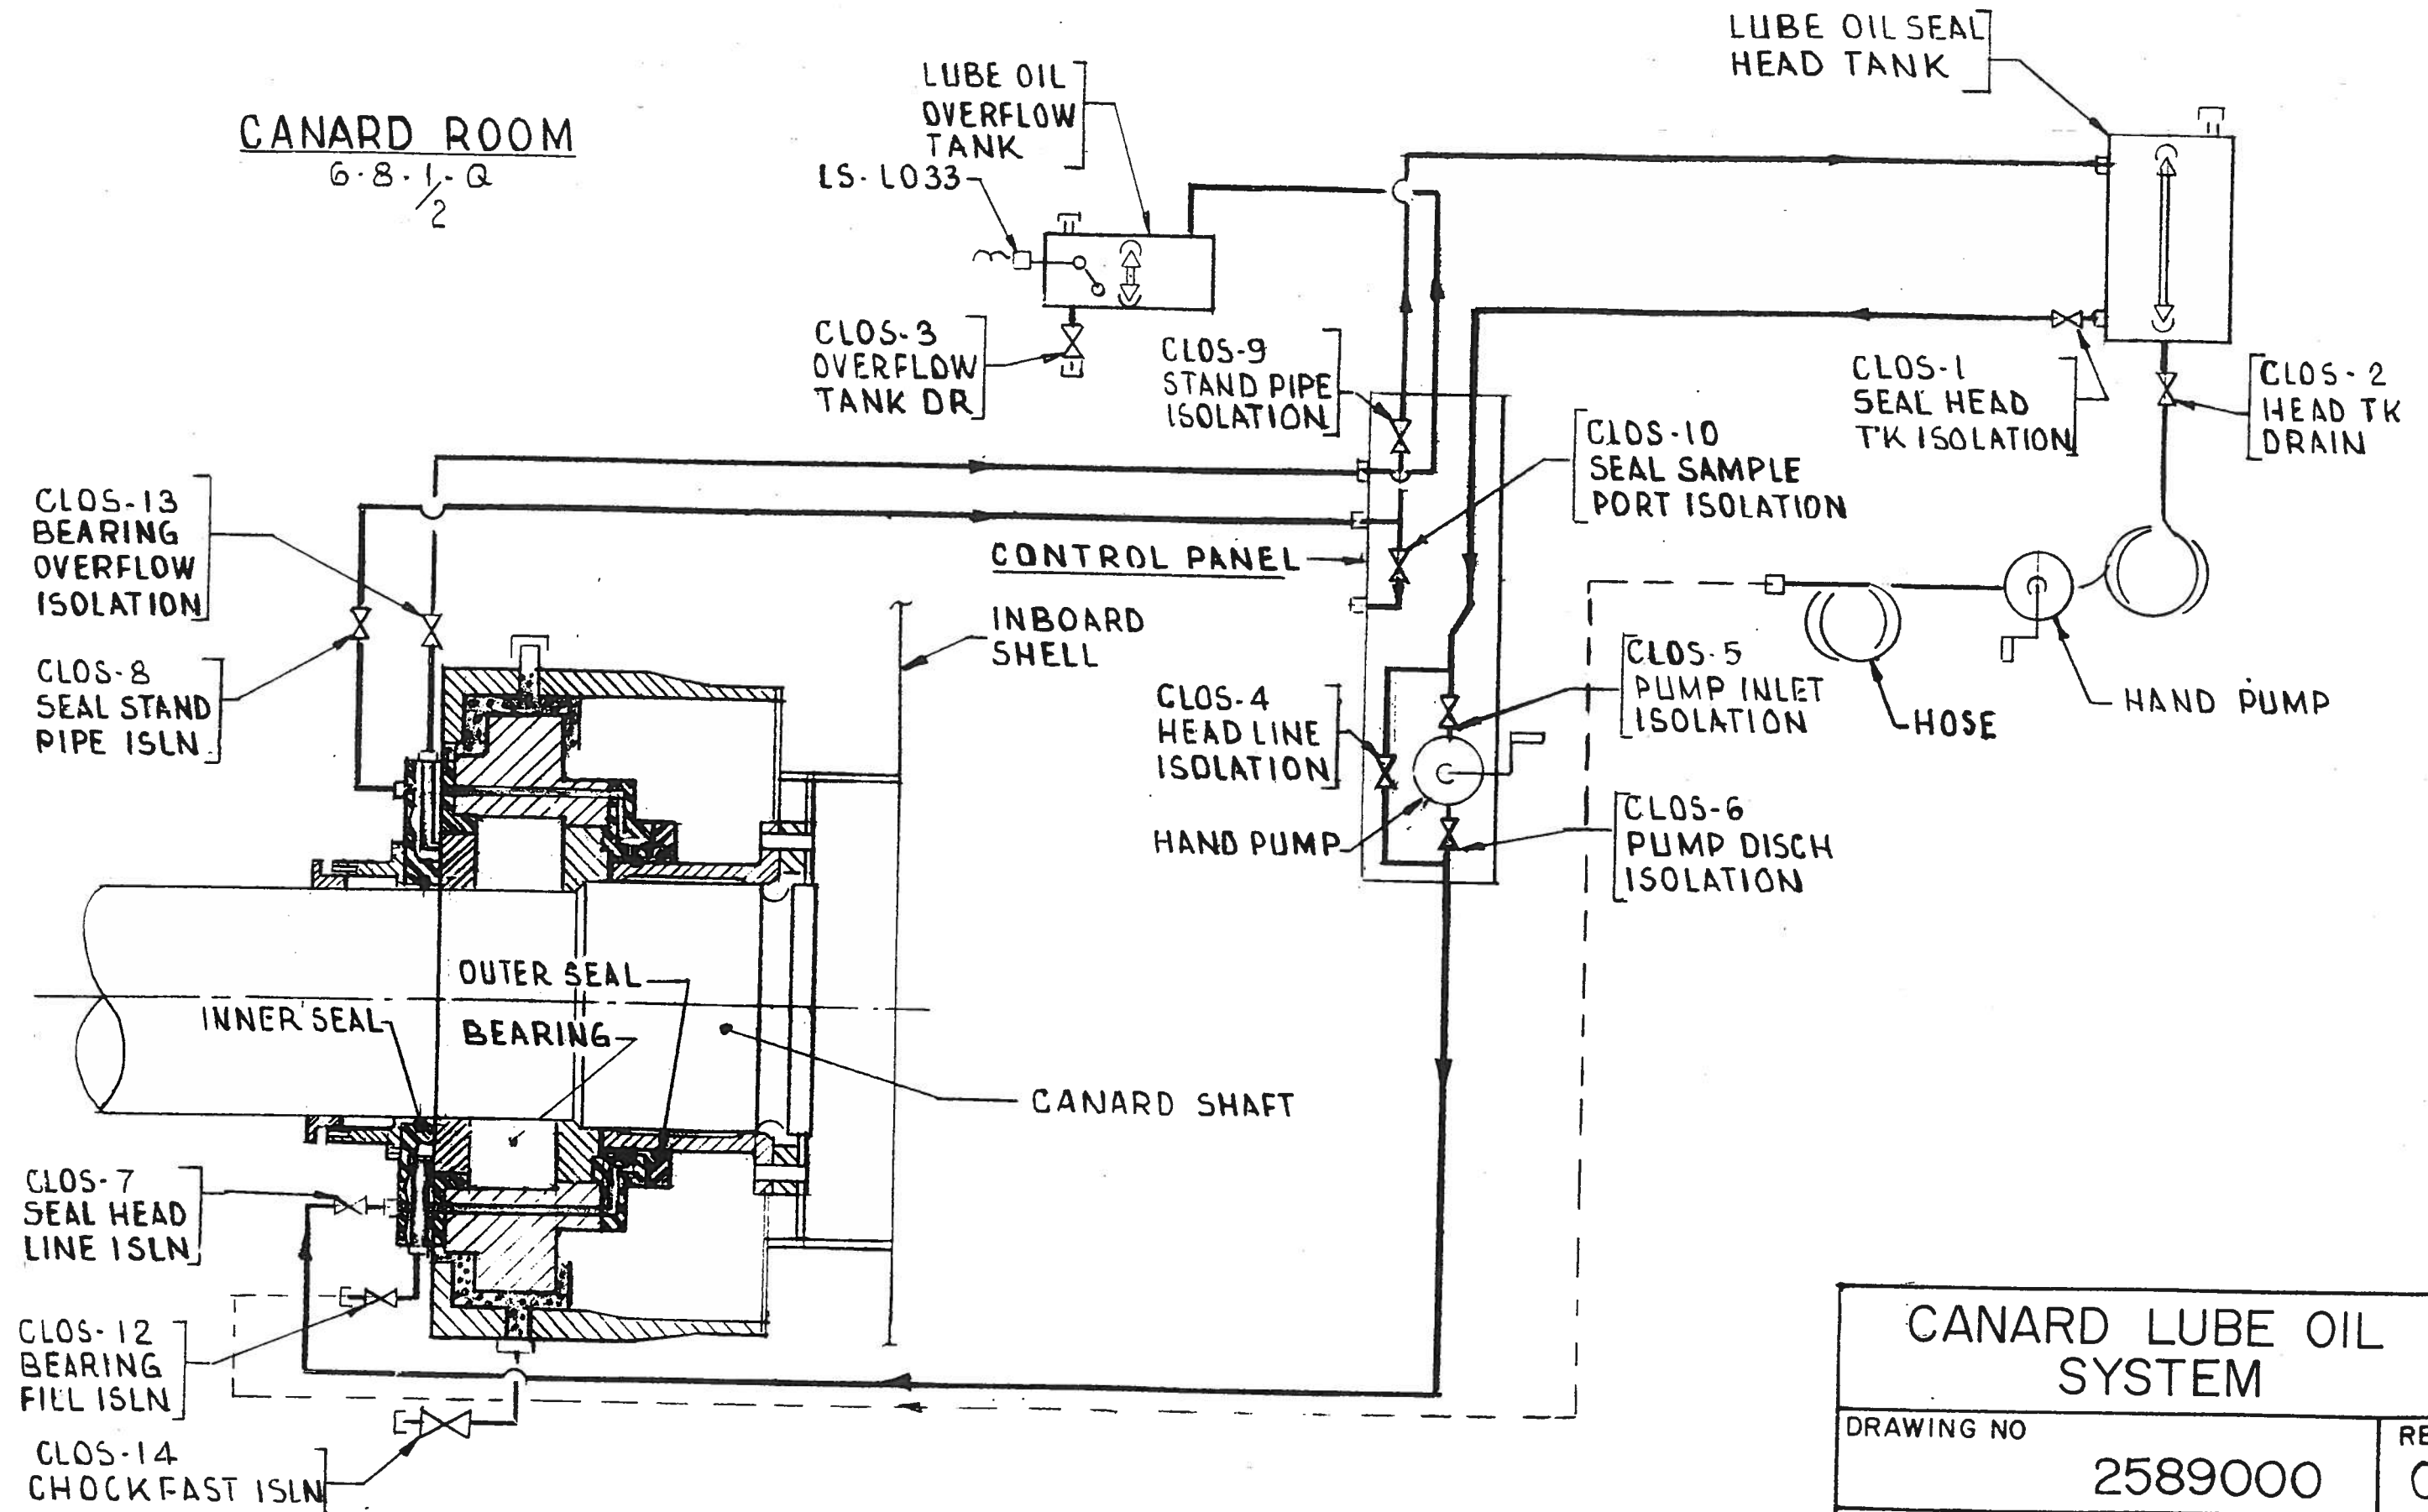 CANARD ROOM
6-8-1-Q
/2
LUBE OIL
OVERFLOW
TANK
LS-L033
LUBE OIL SEAL
HEAD TANK
CLOS-3
OVERFLOW
TANK DR
CLOS-9
STAND PIPE
ISOLATION
CLOS-1
SEAL HEAD
TK ISOLATION
CLOS-2
HEAD TK
DRAIN
CLOS-10
SEAL SAMPLE
PORT ISOLATION
CLOS-13
BEARING
OVERFLOW
ISOLATION
CONTROL PANEL
INBOARD
SHELL
CLOS-8
SEAL STAND
PIPE ISLN
CLOS-4
HEAD LINE
ISOLATION
CLOS-5
PUMP INLET
ISOLATION
HOSE
HAND PUMP
HAND PUMP
CLOS-6
PUMP DISCH
ISOLATION
OUTER SEAL
INNER SEAL
BEARING
CANARD SHAFT
CLOS-7
SEAL HEAD
LINE ISLN
CLOS-12
BEARING
FILL ISLN
CLOS-14
CHOCKFAST ISLN
CANARD LUBE OIL
SYSTEM
DRAWING NO
2589000
RE